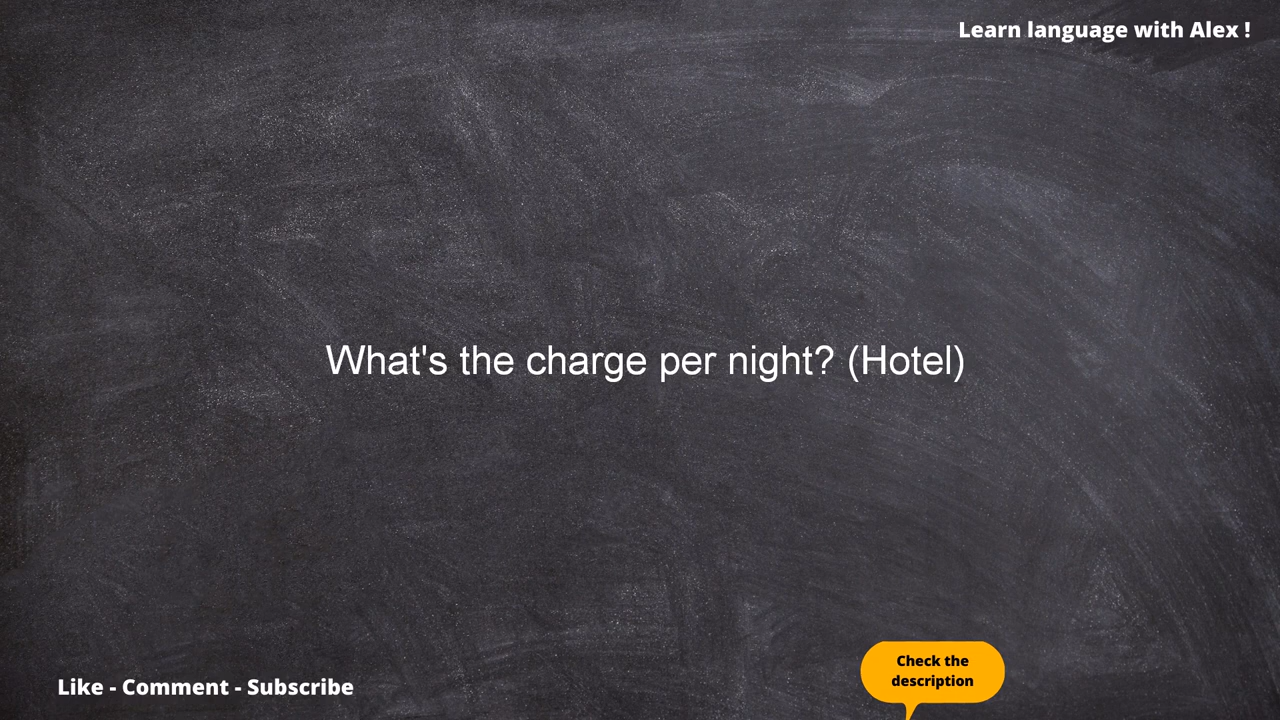 Learn language with Alex !
What's the charge per night? (Hotel)
Check the
description
Like - Comment - Subscribe